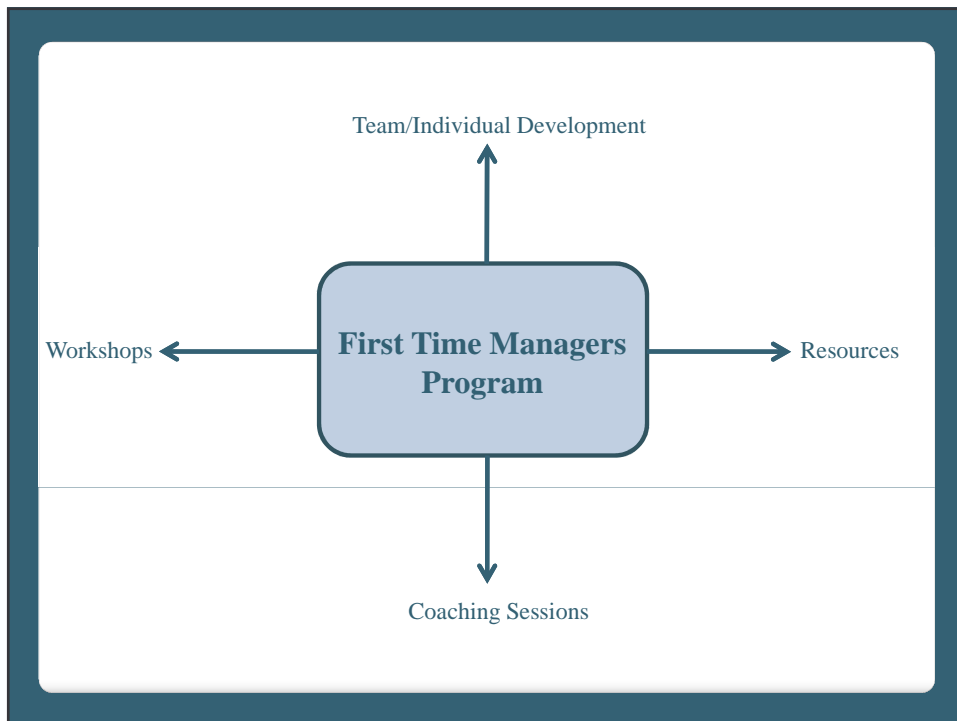 Team/Individual Development
Workshops
First Time Managers
Program
Resources
Coaching Sessions